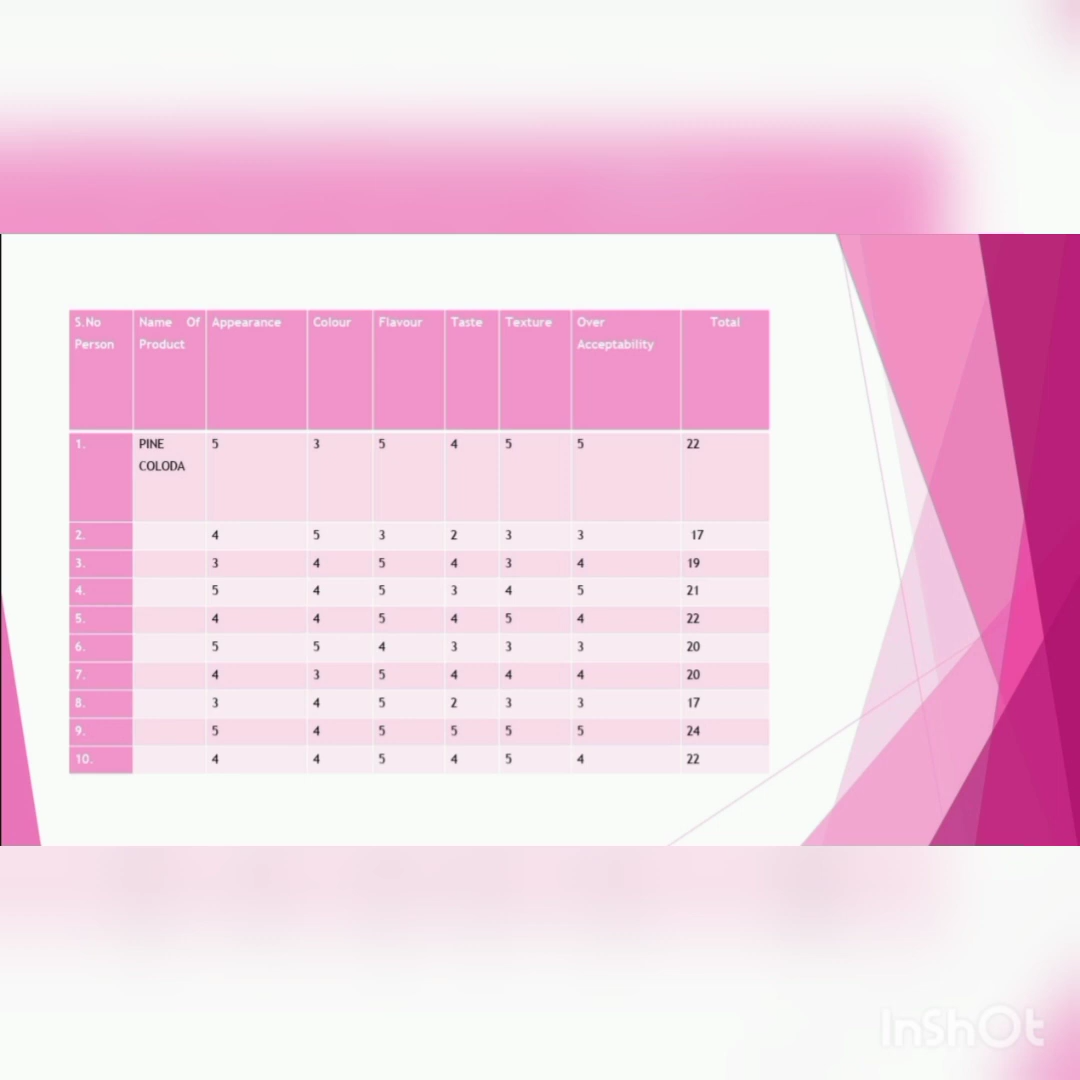 S.No Person Name Of Product Appearance Colour Flavour Taste Texture Over Acceptability Total
1. PINE COLODA 5 3 5 4 5 5 22
2. 4 5 3 2 3 3 17
3. 3 4 5 4 3 4 19
4. 5 4 5 3 4 5 21
5. 4 4 5 4 5 4 22
6. 5 5 4 3 3 3 20
7. 4 3 5 4 4 4 20
8. 3 4 5 2 3 3 17
9. 5 4 5 5 5 5 24
10. 4 4 5 4 5 4 22
InShOt